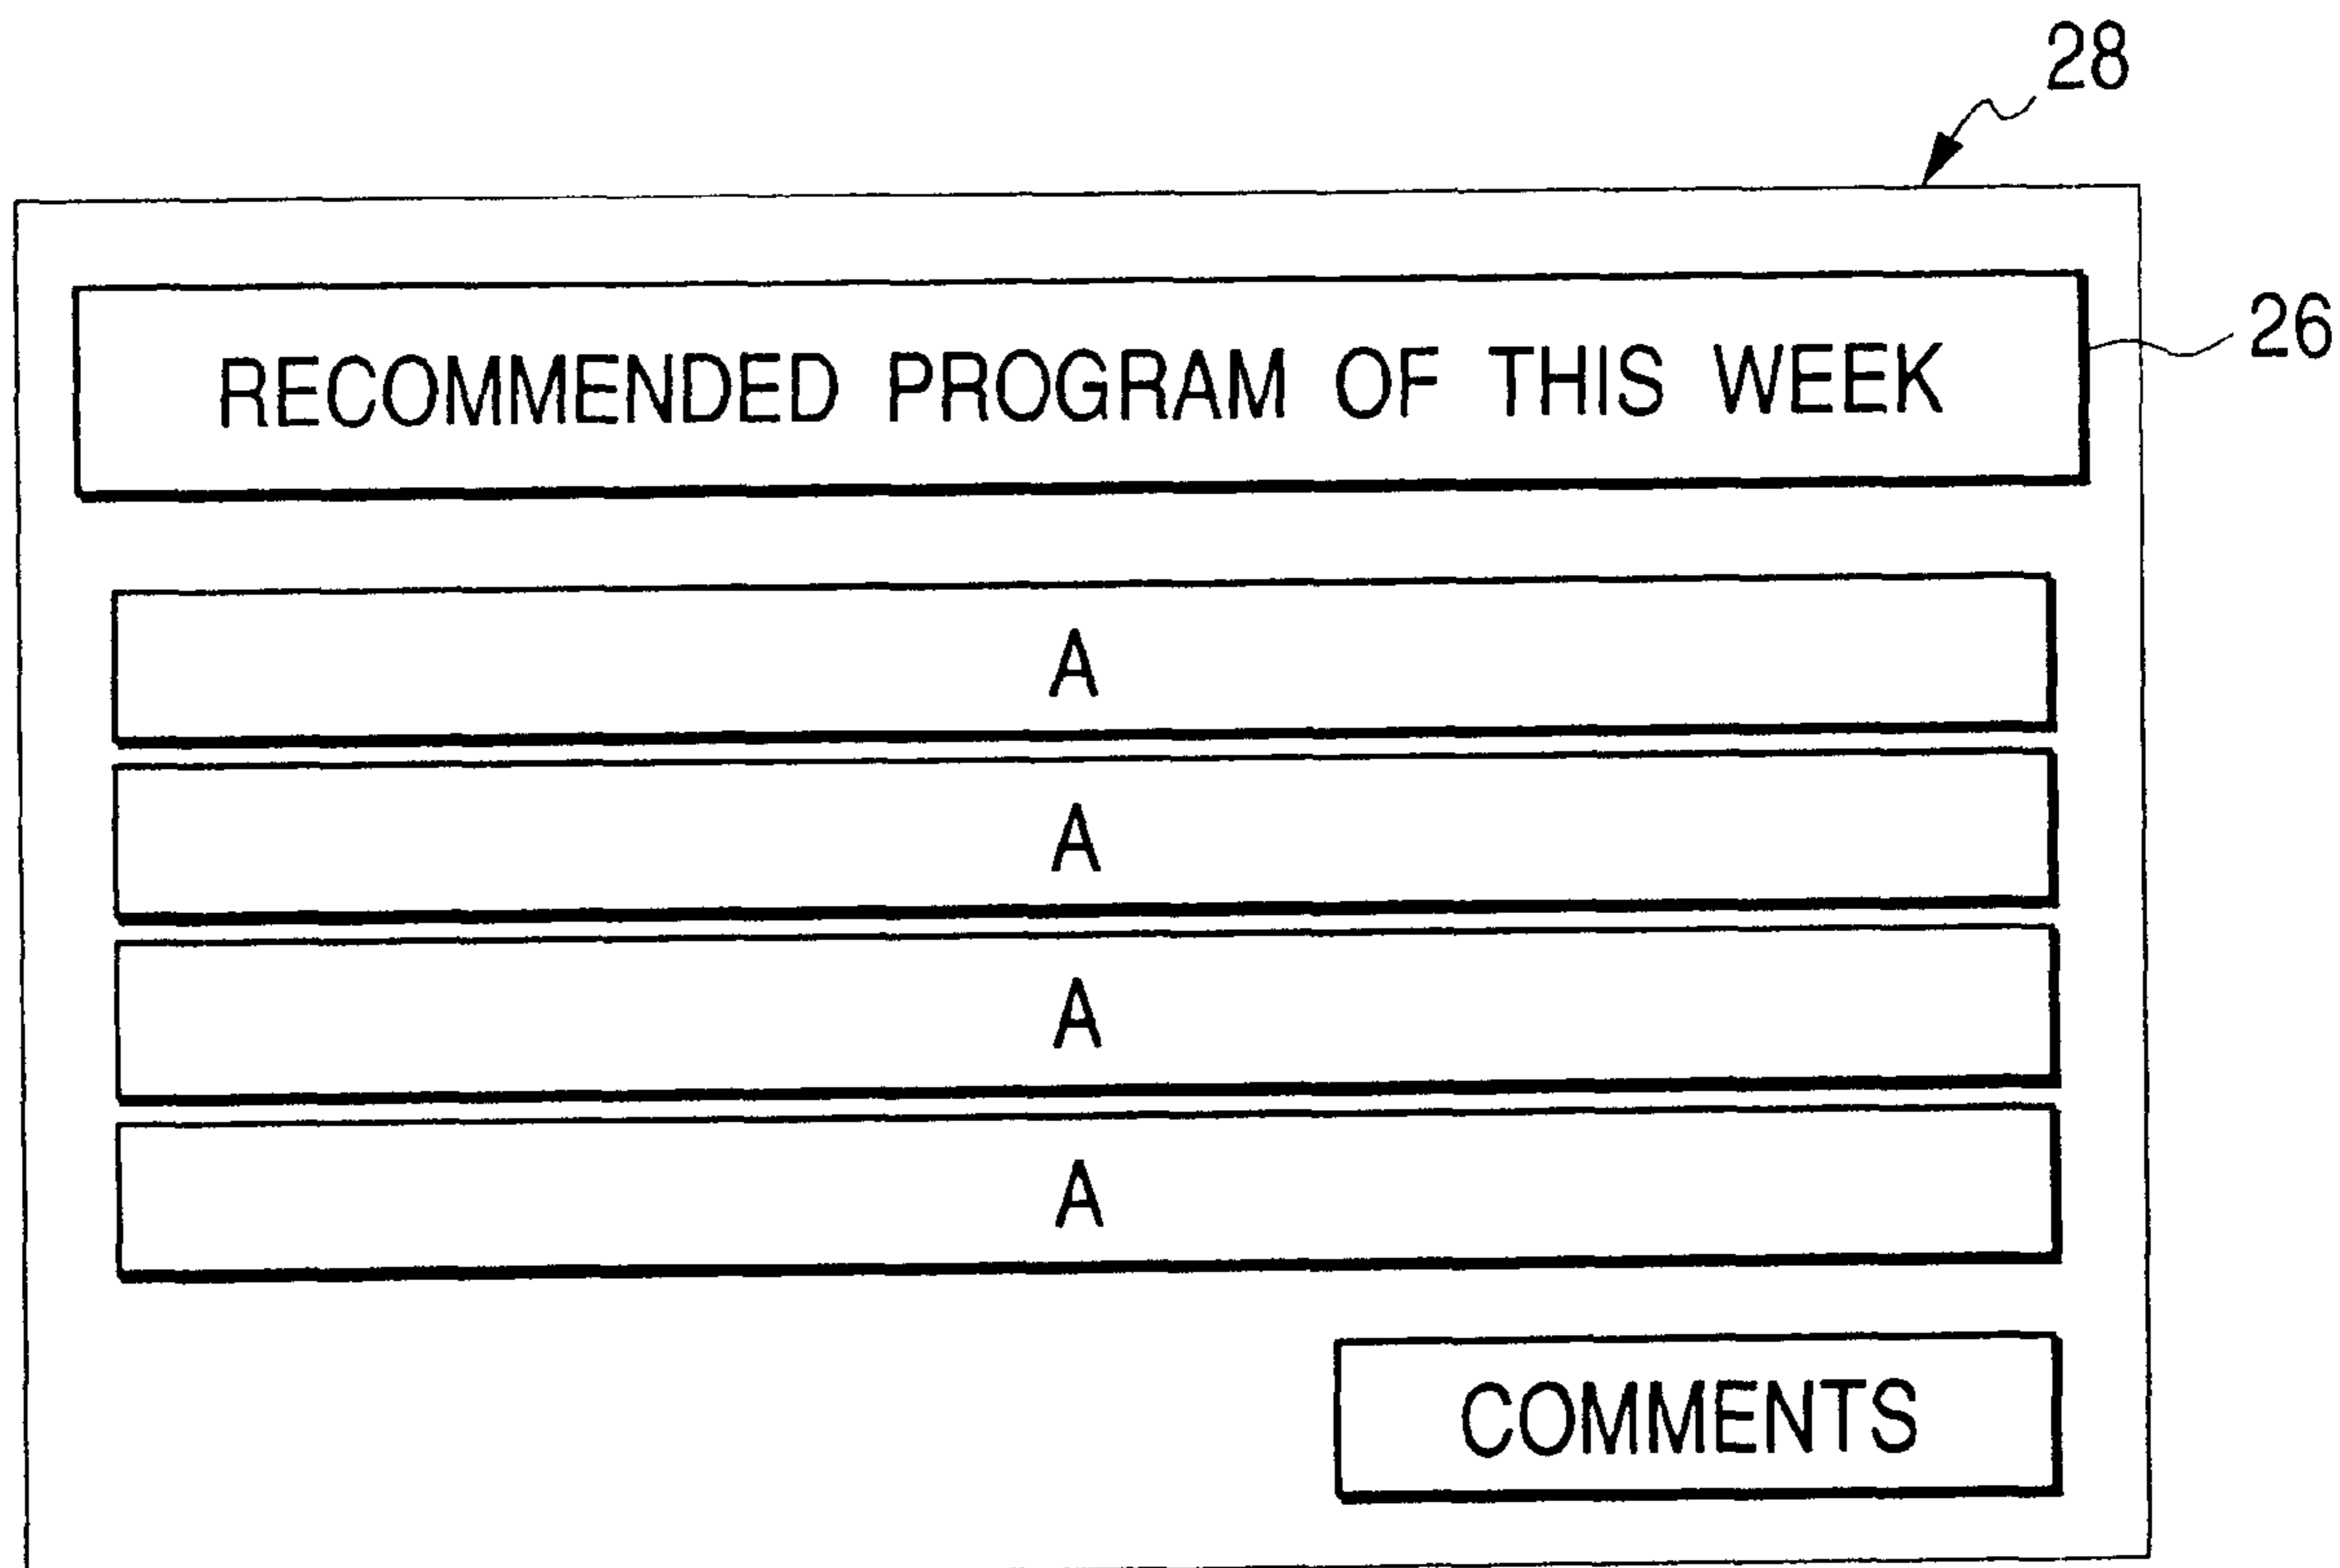 28
26
RECOMMENDED PROGRAM OF THIS WEEK
A
A
A
A
COMMENTS